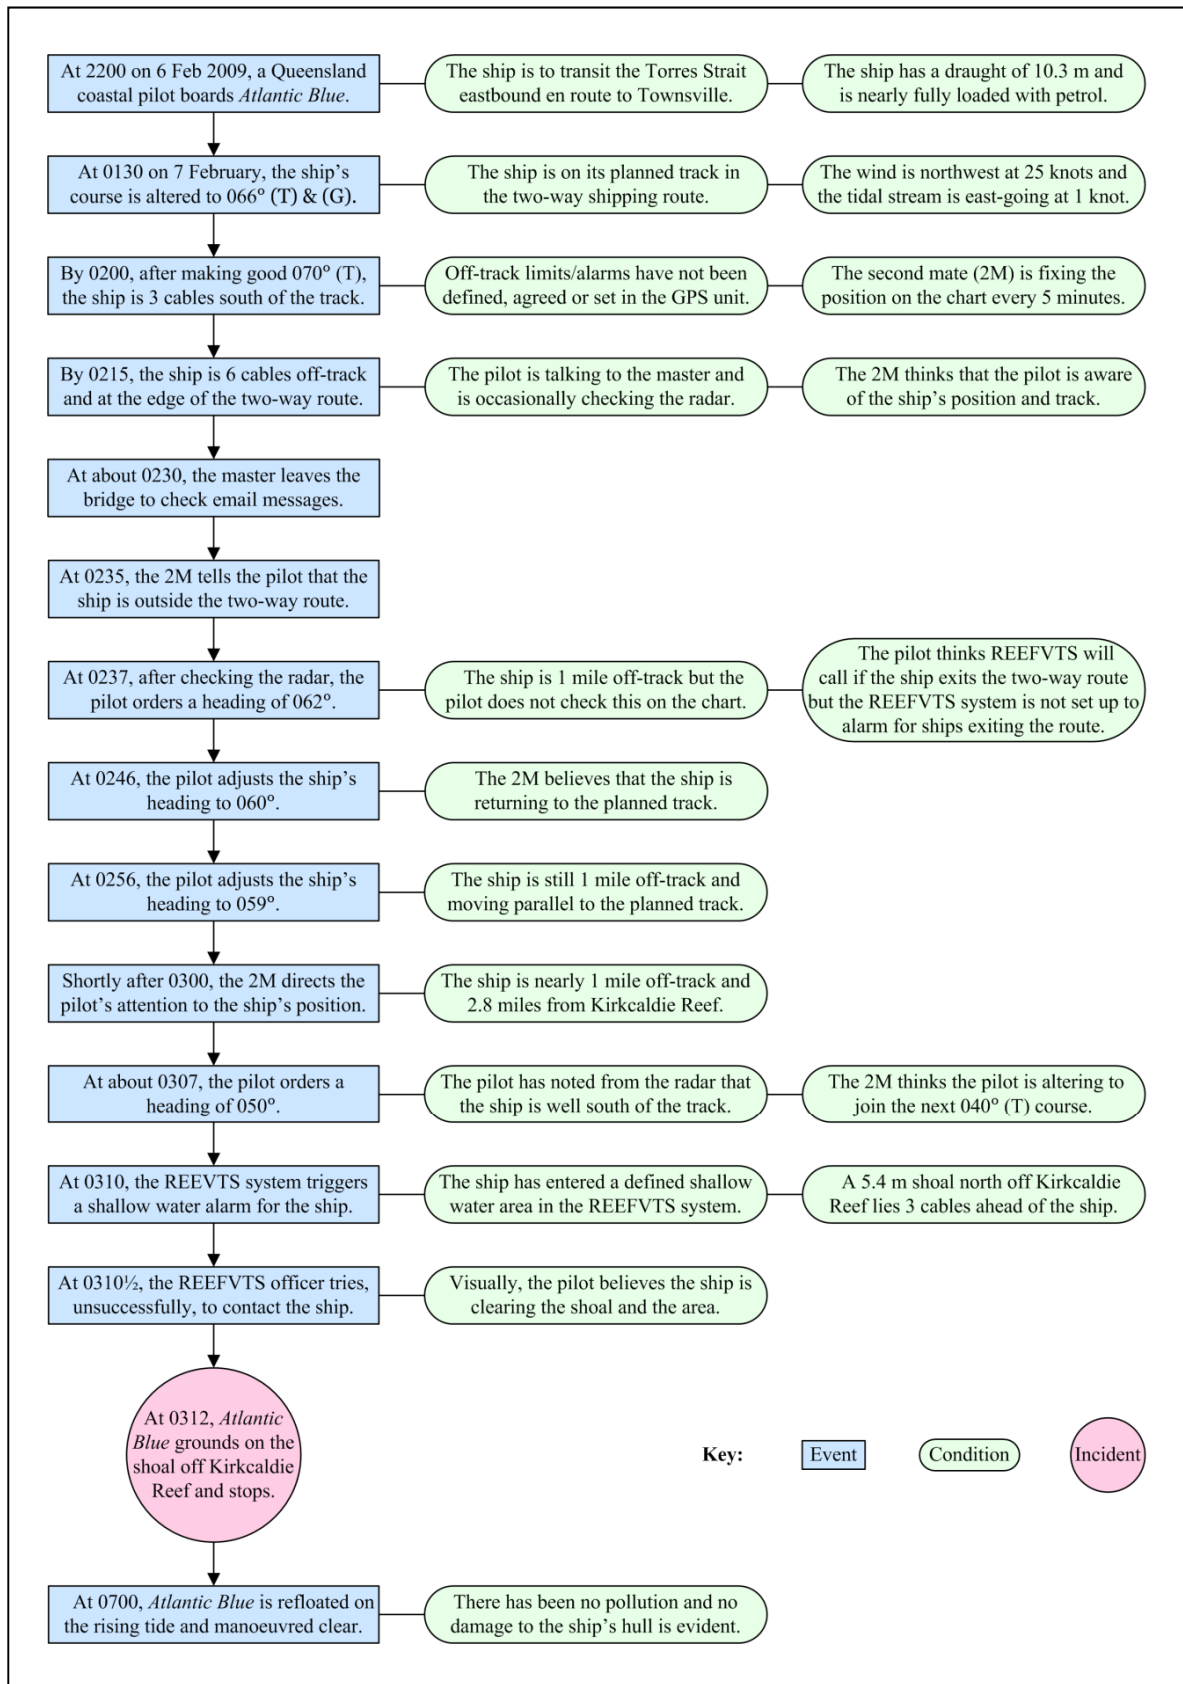 At 2200 on 6 Feb 2009, a Queensland
coastal pilot boards Atlantic Blue.
The ship is to transit the Torres Strait
eastbound en route to Townsville.
The ship has a draught of 10.3 m and
is nearly fully loaded with petrol.
At 0130 on 7 February, the ship's
course is altered to 066° (T) & (G).
The ship is on its planned track in
the two-way shipping route.
The wind is northwest at 25 knots and
the tidal stream is east-going at 1 knot.
By 0200, after making good 070° (T),
the ship is 3 cables south of the track.
Off-track limits/alarms have not been
defined, agreed or set in the GPS unit.
The second mate (2M) is fixing the
position on the chart every 5 minutes.
By 0215, the ship is 6 cables off-track
and at the edge of the two-way route.
The pilot is talking to the master and
is occasionally checking the radar.
The 2M thinks that the pilot is aware
of the ship's position and track.
At about 0230, the master leaves the
bridge to check email messages.
At 0235, the 2M tells the pilot that the
ship is outside the two-way route.
At 0237, after checking the radar, the
pilot orders a heading of 062°.
The ship is 1 mile off-track but the
pilot does not check this on the chart.
The pilot thinks REEFVTS will
call if the ship exits the two-way route
but the REEFVTS system is not set up to
alarm for ships exiting the route.
At 0246, the pilot adjusts the ship's
heading to 060°.
The 2M believes that the ship is
returning to the planned track.
At 0256, the pilot adjusts the ship's
heading to 059°.
The ship is still 1 mile off-track and
moving parallel to the planned track.
Shortly after 0300, the 2M directs the
pilot's attention to the ship's position.
The ship is nearly 1 mile off-track and
2.8 miles from Kirkcaldie Reef.
At about 0307, the pilot orders a
heading of 050°.
The pilot has noted from the radar that
the ship is well south of the track.
The 2M thinks the pilot is altering to
join the next 040° (T) course.
At 0310, the REEVTS system triggers
a shallow water alarm for the ship.
The ship has entered a defined shallow
water area in the REEFVTS system.
A 5.4 m shoal north off Kirkcaldie
Reef lies 3 cables ahead of the ship.
At 0310½, the REEFVTS officer tries,
unsuccessfully, to contact the ship.
Visually, the pilot believes the ship is
clearing the shoal and the area.
At 0312, Atlantic
Blue grounds on the
shoal off Kirkcaldie
Reef and stops.
Key:
Event
Condition
Incident
At 0700, Atlantic Blue is refloated on
the rising tide and manoeuvred clear.
There has been no pollution and no
damage to the ship's hull is evident.